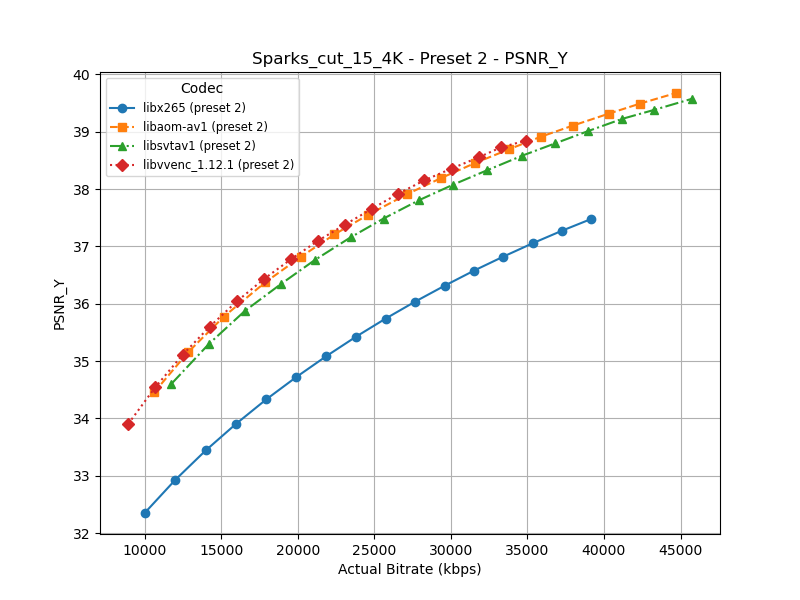 Sparks_cut_15_4K - Preset 2 - PSNR_Y
Codec
libx265 (preset 2)
libaom-av1 (preset 2)
libsvtav1 (preset 2)
libvvenc_1.12.1 (preset 2)
40
39
38
37
36
35
34
33
32
PSNR_Y
10000 15000 20000 25000 30000 35000 40000 45000
Actual Bitrate (kbps)